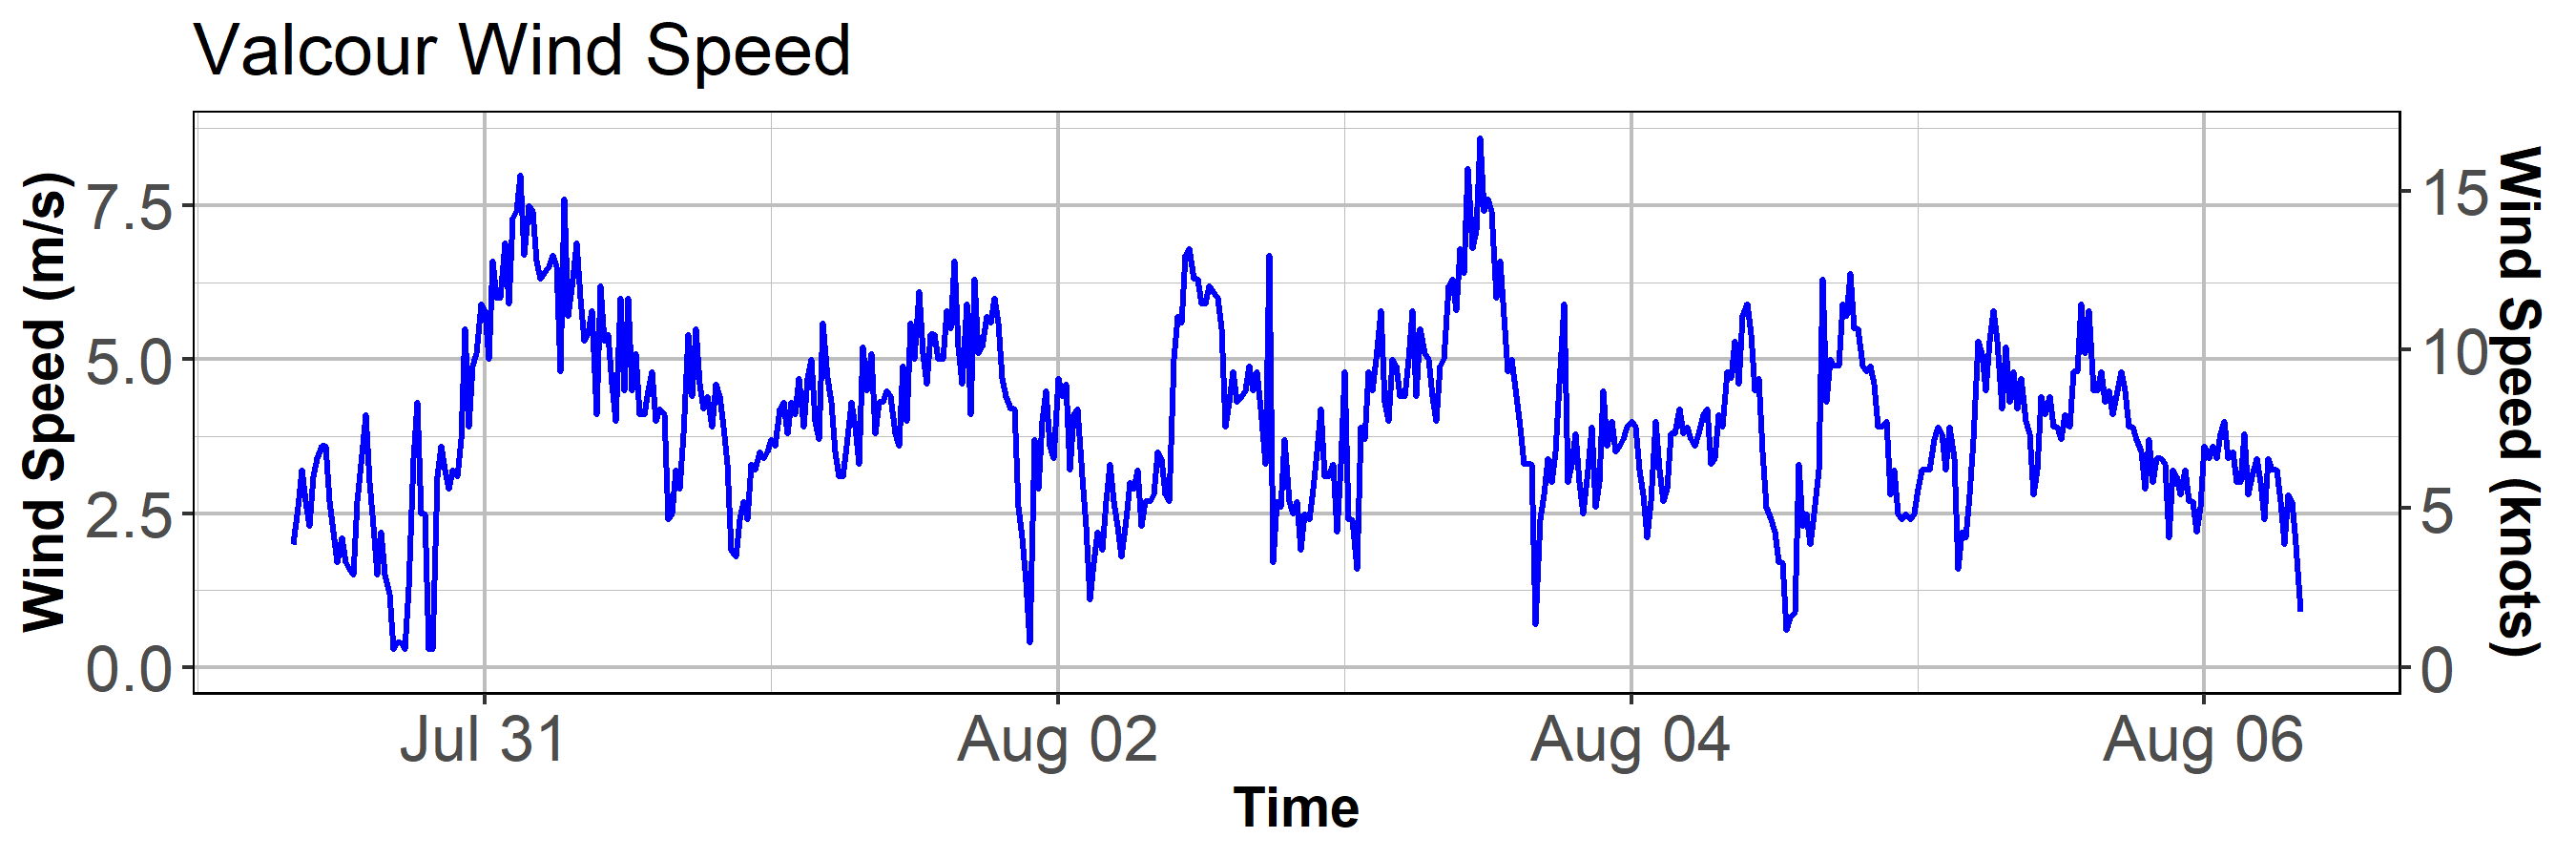 Valcour Wind Speed
Wind Speed (m/s)
7.5
5.0
2.5
0.0
15
10
5
0
Wind Speed (knots)
Jul 31
Aug 02
Aug 04
Aug 06
Time